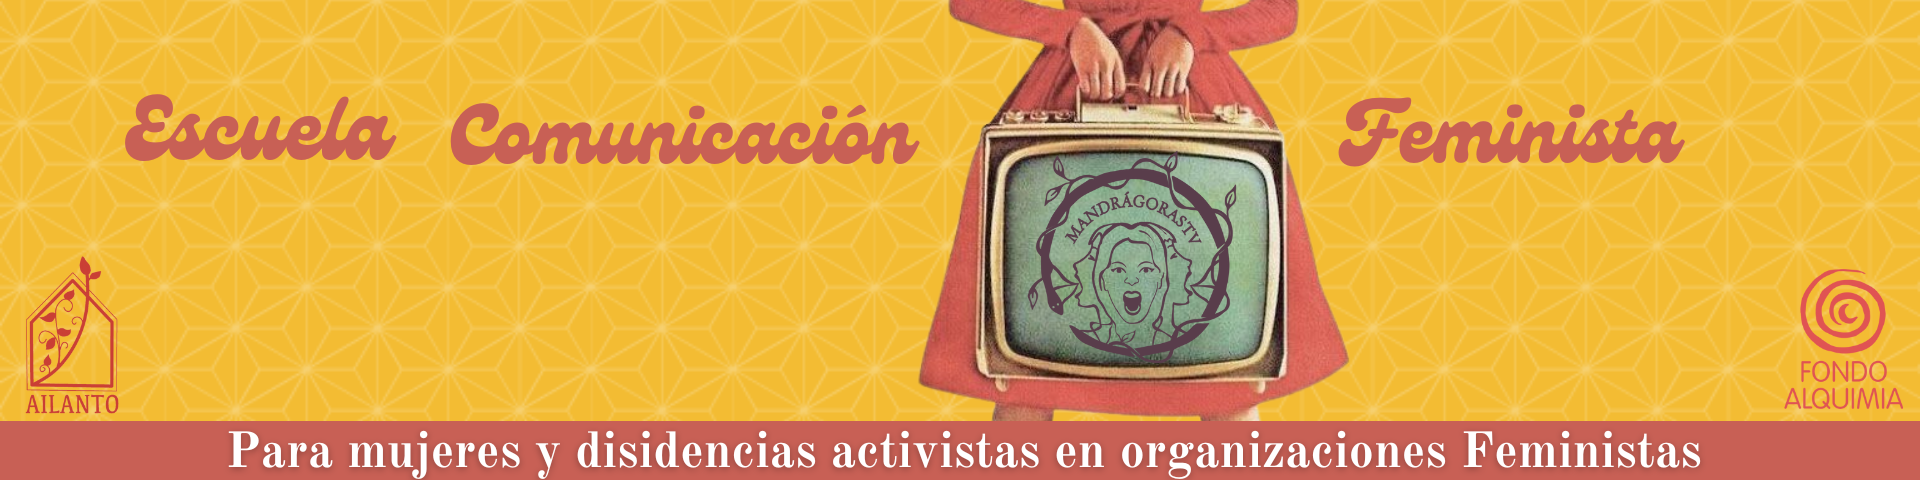 Escuela Comunicación Feminista
MANDRÁGORASTV
AILANTO
FONDO
ALQUIMIA
Para mujeres y disidencias activistas en organizaciones Feministas